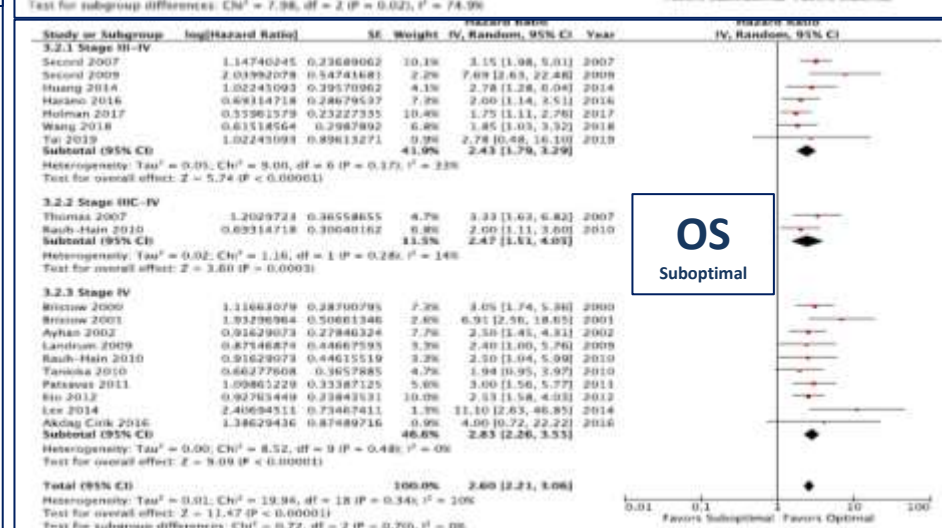 Test for subgroup differences: Chi² = 7.98, df = 2 (P = 0.02), I² = 74.9%
Hazard Ratio Hazard Ratio
Study or Subgroup log[Hazard Ratio] SE Weight IV, Random, 95% CI Year IV, Random, 95% CI
3.2.1 Stage III-IV
Secord 2007 1.14740245 0.23689062 10.1% 3.15 [1.98, 5.01] 2007
Secord 2009 2.03992078 0.54741681 2.2% 7.69 [2.63, 22.48] 2009
Huang 2014 1.02245093 0.39570962 4.1% 2.78 [1.28, 2014
Harano 2016 0.69314718 0.28679537 7.3% 2.00 [1.14, 3.51] 2016
Holman 2017 0.55961579 0.23227335 10.4% 1.75 [1.11, 2.76] 2017
Wang 2018 0.61518564 0.2987892 6.8% 1.85 [1.03, 3.32] 2018
Tai 2019 1.02245093 0.89613271 0.9% 2.78 [0.48, 16.10] 2019
Subtotal (95% CI) 41.9% 2.43 [1.79, 3.29]
Heterogeneity: Tau² = 0.05; Chi² = 9.00, df = 6 (P = 0.17); I² = 33%
Test for overall effect: Z = 5.74 (P < 0.00001)
3.2.2 Stage IIIC-IV
Thomas 2007 1.2029723 0.36558655 4.7% 3.33 [1.63, 6.82] 2007
Rauh-Hain 2010 0.69314718 0.30040162 6.8% 2.00 [1.11, 3.60] 2010
Subtotal (95% CI) 11.5% 2.47 [1.51, 4.05]
Heterogeneity: Tau² = 0.02; Chi² = 1.16, df = 1 (P = 0.28); I² = 14%
Test for overall effect: Z = 3.60 (P = 0.0003)
OS
Suboptimal
3.2.3 Stage IV
Bristow 2000 1.11663079 0.28700795 7.3% 3.05 [1.74, 5.36] 2000
Bristow 2001 1.93296964 0.50661346 2.6% 6.91 [2.56, 18.65] 2001
Ayhan 2002 0.91629073 0.27846324 7.7% 2.50 [1.45, 4.31] 2002
Landrum 2009 0.87546874 0.44667593 3.3% 2.40 [1.00, 5.76] 2009
Rauh-Hain 2010 0.91629073 0.44615519 3.3% 2.50 [1.04, 5.99] 2010
Tanioka 2010 0.66277608 0.3657885 4.7% 1.94 [0.95, 3.97] 2010
Patsavas 2011 1.09861229 0.33387125 5.6% 3.00 [1.56, 5.77] 2011
2012 0.92765449 0.23843531 10.0% 2.53 [1.58, 4.03] 2012
Lee 2014 2.40694511 0.73467411 1.3% 11.10 [2.63, 46.85] 2014
Akdag Cirik 2016 1.38629436 0.87489716 0.9% 4.00 [0.72, 22.22] 2016
Subtotal (95% CI) 46.6% 2.83 [2.26, 3.55]
Heterogeneity: Tau² = 0.00; Chi² = 8.52, df = 9 (P = 0.48); I² = 0%
Test for overall effect: Z = 9.09 (P < 0.00001)
Total (95% CI) 100.0% 2.60 [2.21, 3.06]
Heterogeneity: Tau² = 0.01; Chi² = 19.94, df = 18 (P = 0.34); I² = 10%
Test for overall effect: Z = 11.47 (P < 0.00001)
Test for subgroup differences: Chi² = 0.72, df = 2 (P = 0.70), I² = 0%
0.01 0.1 1 10 100
Favors Suboptimal Favors Optimal